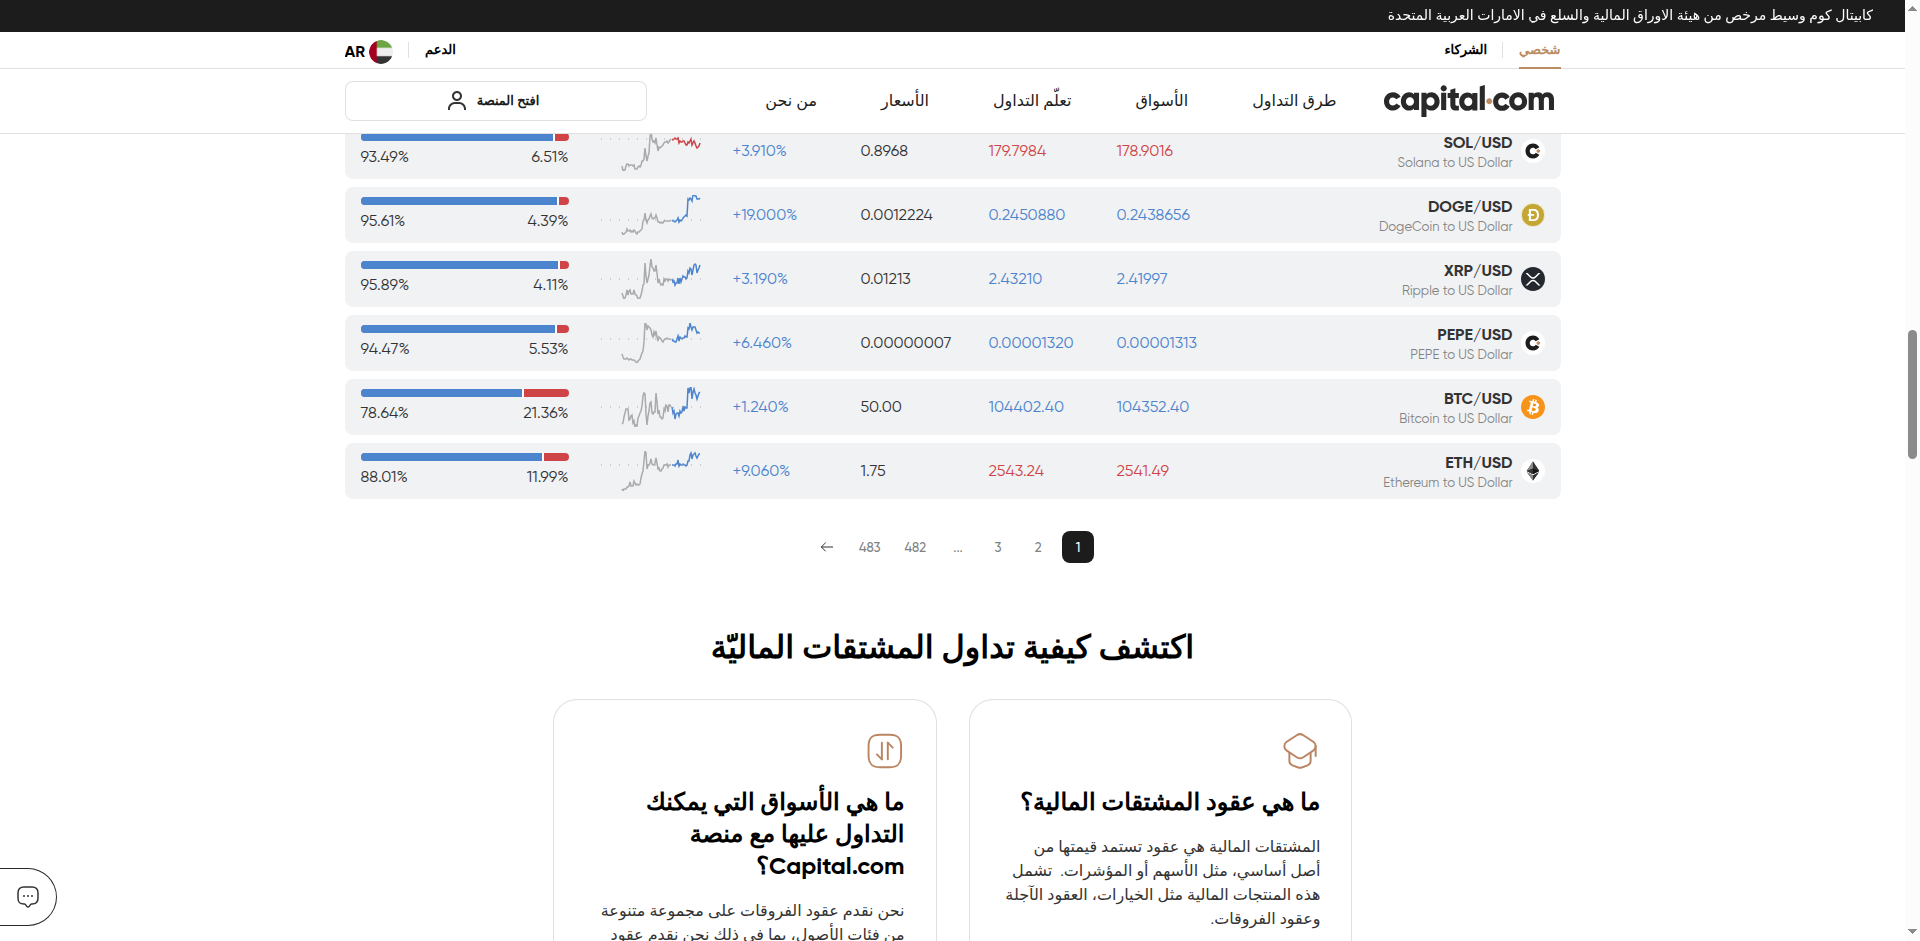 كابيتال كوم وسيط مرخص من هيئة الاوراق المالية والسلع في الامارات العربية المتحدة
شخصي
الشركاء
الدعم
AR
capital.com
طرق التداول
الأسواق
تعلّم التداول
الأسعار
من نحن
افتح المنصة
SOL/USD
Solana to US Dollar
178.9016
179.7984
0.8968
+3.910%
6.51%
93.49%
DOGE/USD
DogeCoin to US Dollar
0.2438656
0.2450880
0.0012224
+19.000%
4.39%
95.61%
XRP/USD
Ripple to US Dollar
2.41997
2.43210
0.01213
+3.190%
4.11%
95.89%
PEPE/USD
PEPE to US Dollar
0.00001313
0.00001320
0.00000007
+6.460%
5.53%
94.47%
BTC/USD
Bitcoin to US Dollar
104352.40
104402.40
50.00
+1.240%
21.36%
78.64%
ETH/USD
Ethereum to US Dollar
2541.49
2543.24
1.75
+9.060%
11.99%
88.01%
1
2
3
...
482
483
اكتشف كيفية تداول المشتقات الماليّة
ما هي عقود المشتقات المالية؟
المشتقات المالية هي عقود تستمد قيمتها من
أصل أساسي، مثل الأسهم أو المؤشرات. تشمل
هذه المنتجات المالية مثل الخيارات، العقود الآجلة
وعقود الفروقات.
ما هي الأسواق التي يمكنك
التداول عليها مع منصة
Capital.com؟
نحن نقدم عقود الفروقات على مجموعة متنوعة
من فئات الأصول، بما في ذلك نحن نقدم عقود